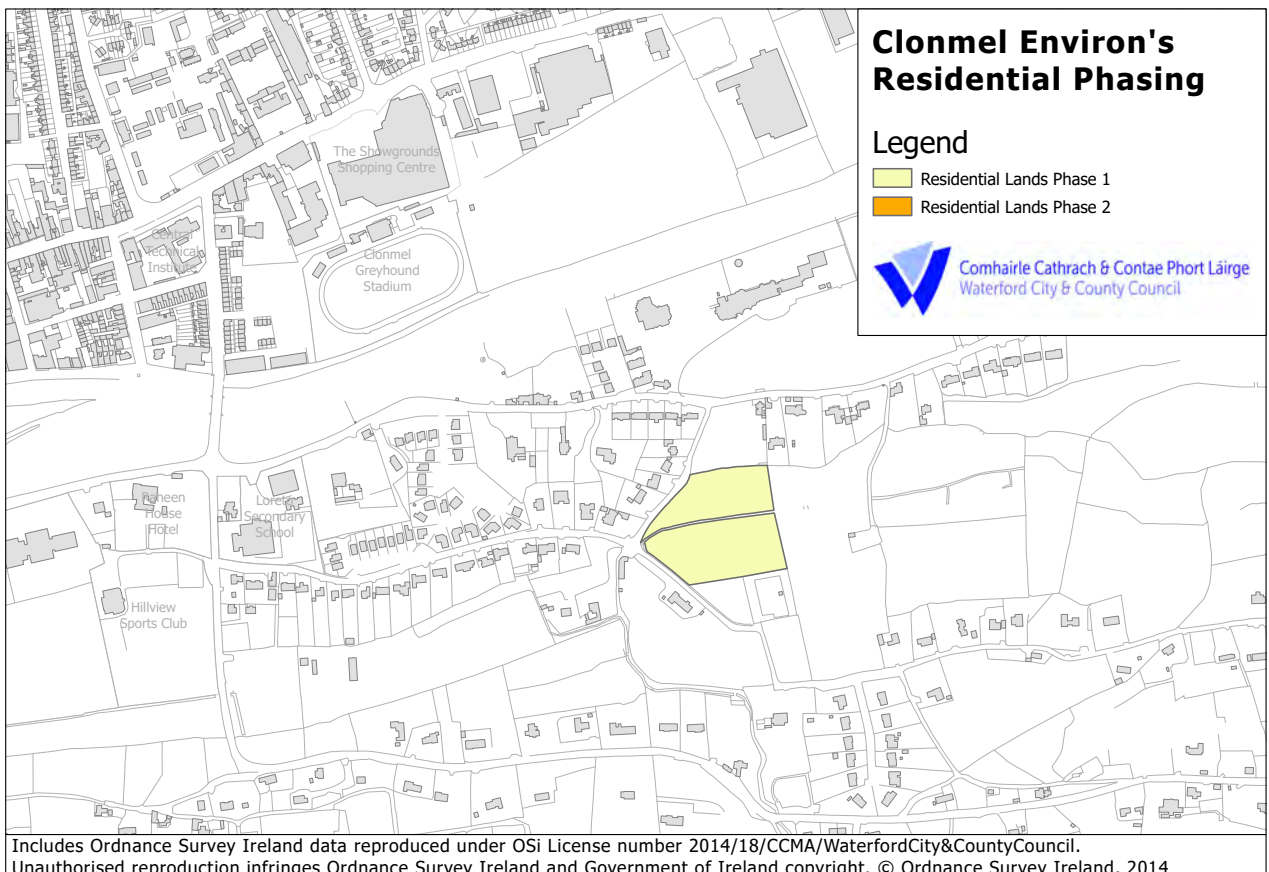 Clonmel Environ's
Residential Phasing
Legend
Residential Lands Phase 1
Residential Lands Phase 2
Comhairle Cathrach & Contae Phort Láirge
Waterford City & County Council
The Showgrounds
Shopping Centre
Central
Technical
Institute
Clonmel
Greyhound
Stadium
House
Hotel
Loreto
Secondary
School
Hillview
Sports Club
Includes Ordnance Survey Ireland data reproduced under OSi License number 2014/18/CCMA/WaterfordCity&CountyCouncil.
Unauthorised reproduction infringes Ordnance Survey Ireland and Government of Ireland copyright. © Ordnance Survey Ireland, 2014